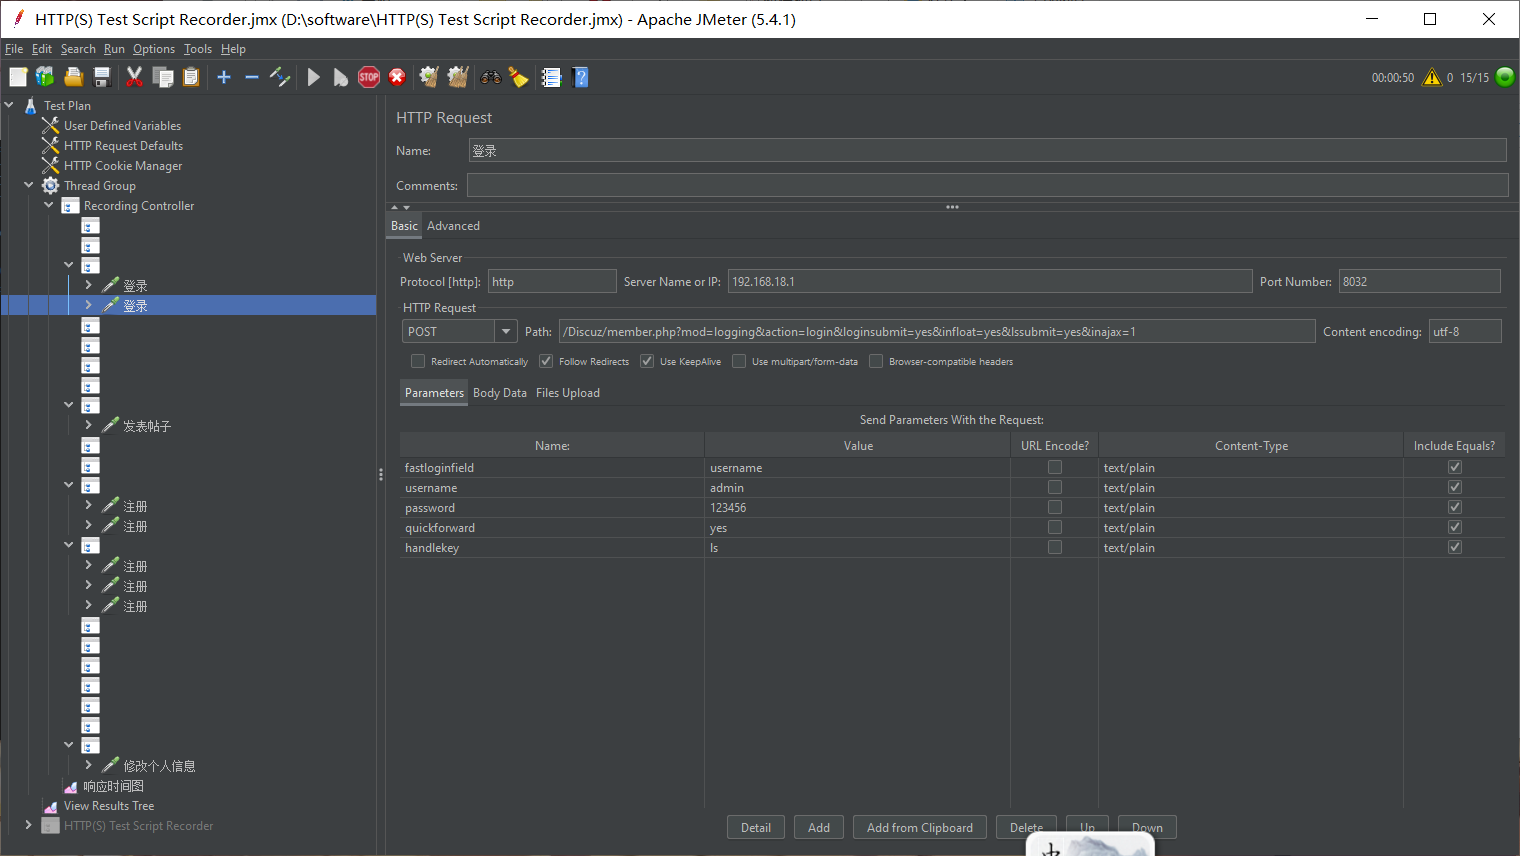 HTTP(S) Test Script Recorder.jmx (D:\software\HTTP(S) Test Script Recorder.jmx) - Apache JMeter (5.4.1)
File Edit Search Run Options Tools Help
STOP
00:00:50 0 15/15
Test Plan
User Defined Variables
HTTP Request Defaults
HTTP Cookie Manager
Thread Group
Recording Controller
登录
登录
发表帖子
注册
注册
注册
注册
注册
修改个人信息
响应时间图
View Results Tree
HTTP(S) Test Script Recorder
HTTP Request
Name: 登录
Comments:
Basic Advanced
Web Server
Protocol [http]: http Server Name or IP: 192.168.18.1 Port Number: 8032
HTTP Request
POST Path: /Discuz/member.php?mod=logging&action=login&loginsubmit=yes&infloat=yes&lssubmit=yes&inajax=1 Content encoding: utf-8
Redirect Automatically Follow Redirects Use KeepAlive Use multipart/form-data Browser-compatible headers
Parameters Body Data Files Upload
Send Parameters With the Request:
Name: Value URL Encode? Content-Type Include Equals?
fastloginfield username text/plain
username admin text/plain
password 123456 text/plain
quickforward yes text/plain
handlekey ls text/plain
Detail Add Add from Clipboard Delete Up Down